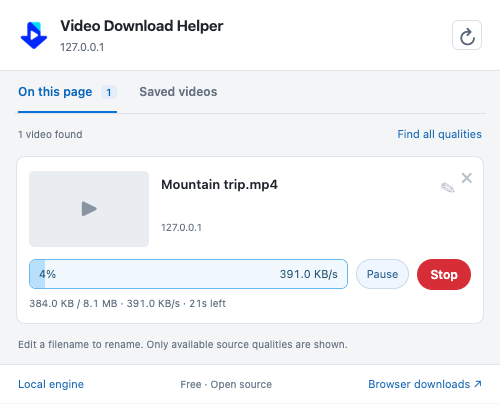 Video Download Helper
127.0.0.1
On this page 1 Saved videos
1 video found Find all qualities
Mountain trip.mp4
127.0.0.1
4% 391.0 KB/s Pause Stop
384.0 KB / 8.1 MB · 391.0 KB/s · 21s left
Edit a filename to rename. Only available source qualities are shown.
Local engine Free · Open source Browser downloads ↗